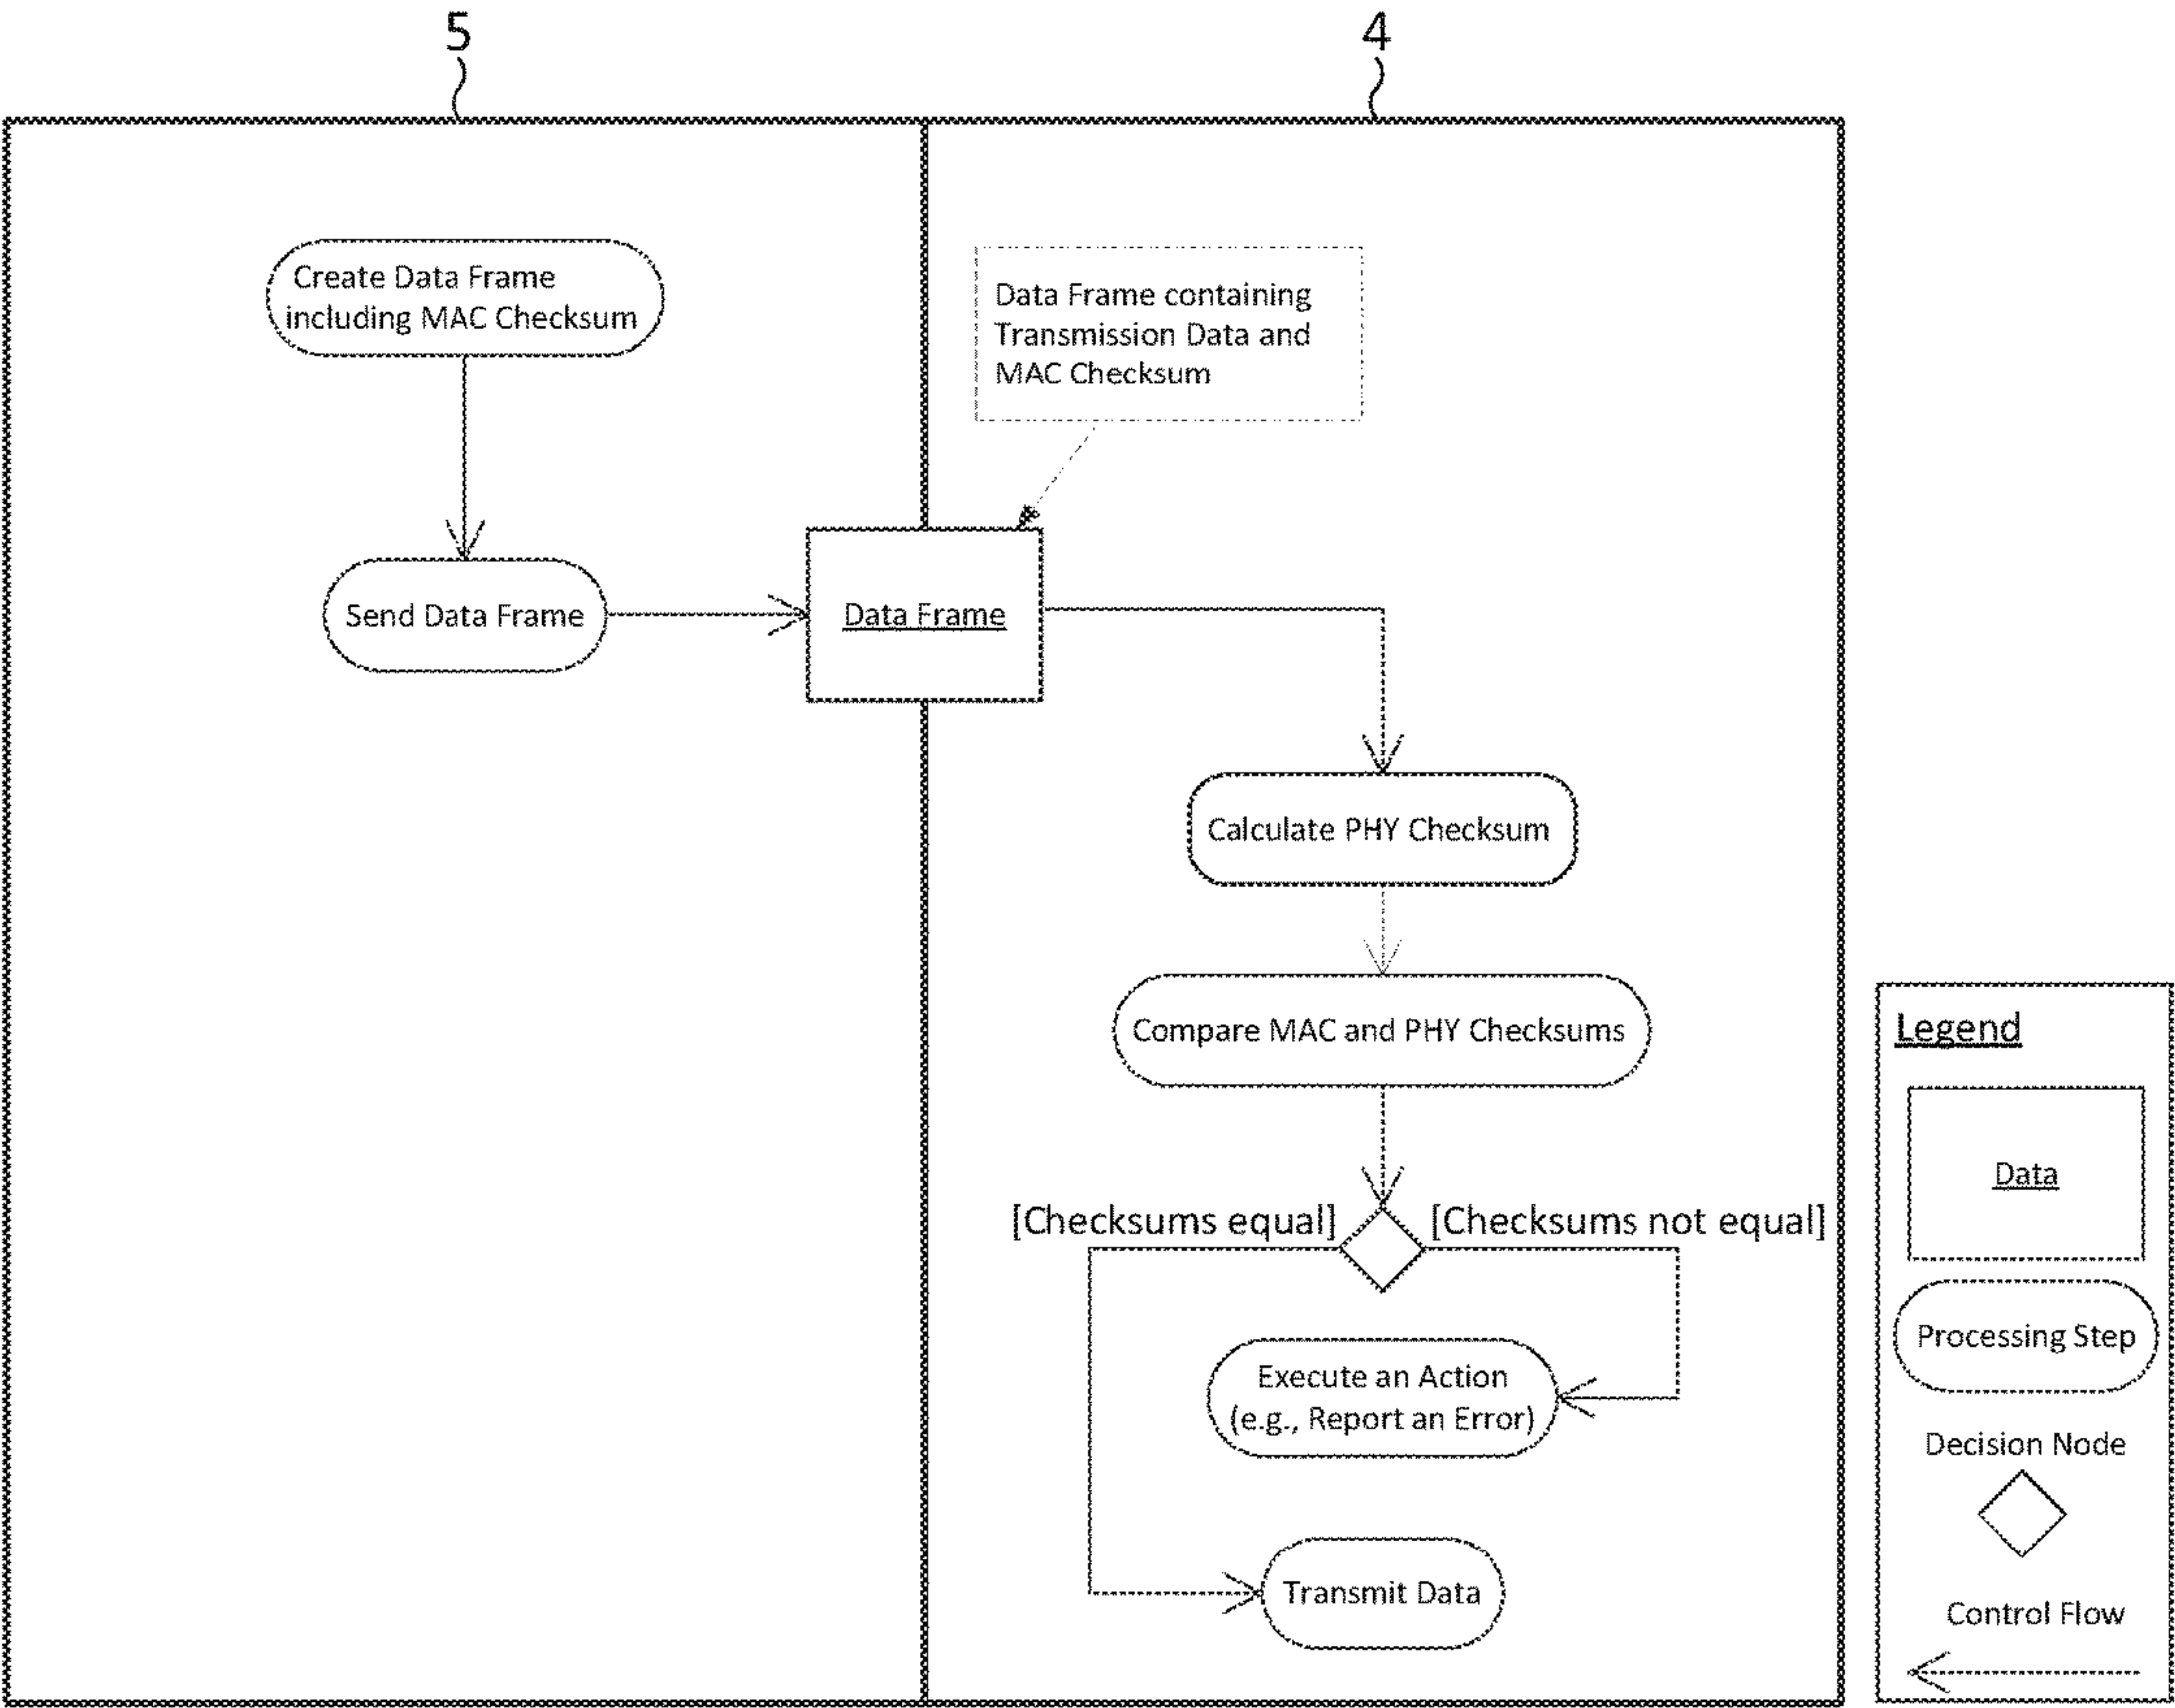 5
4
Create Data Frame
including MAC Checksum
Data Frame containing
Transmission Data and
MAC Checksum
Send Data Frame
Data Frame
Calculate PHY Checksum
Compare MAC and PHY Checksums
[Checksums equal]
[Checksums not equal]
Execute an Action
(e.g., Report an Error)
Transmit Data
Legend
Data
Processing Step
Decision Node
Control Flow